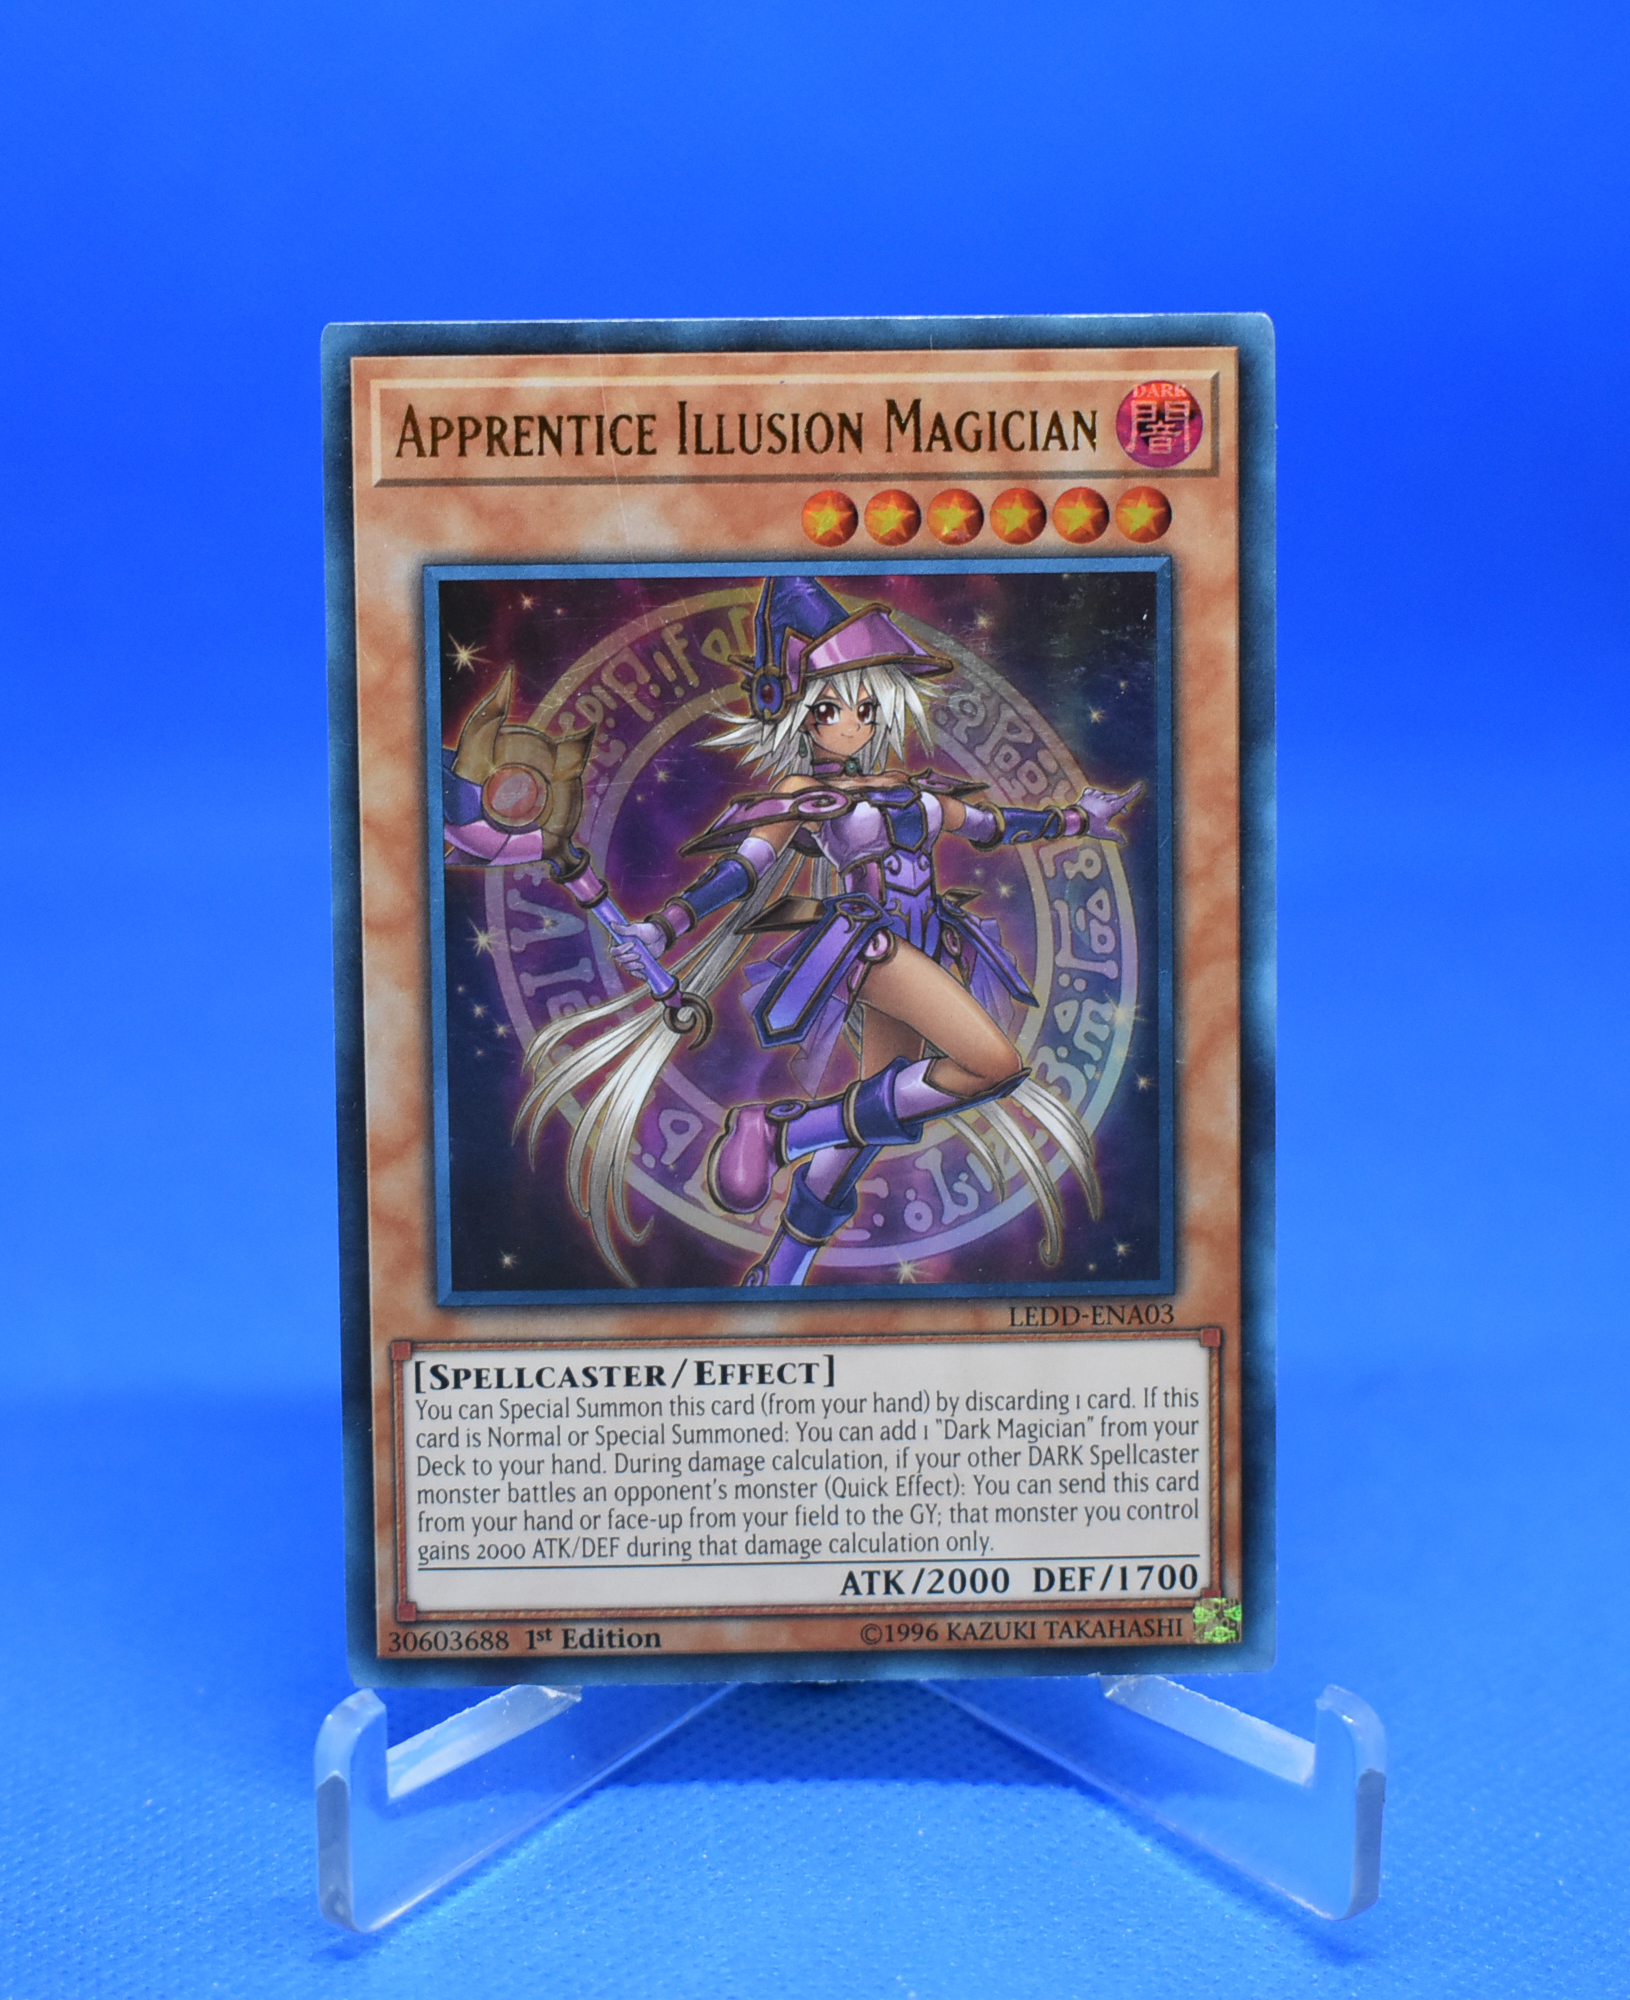 APPRENTICE ILLUSION MAGICIAN
DARK
闇
LEDD-ENA03
[SPELLCASTER/EFFECT]
You can Special Summon this card (from your hand) by discarding 1 card. If this
card is Normal or Special Summoned: You can add 1 "Dark Magician" from your
Deck to your hand. During damage calculation, if your other DARK Spellcaster
monster battles an opponent's monster (Quick Effect): You can send this card
from your hand or face-up from your field to the GY; that monster you control
gains 2000 ATK/DEF during that damage calculation only.
ATK/2000 DEF/1700
30603688 1st Edition ©1996 KAZUKI TAKAHASHI